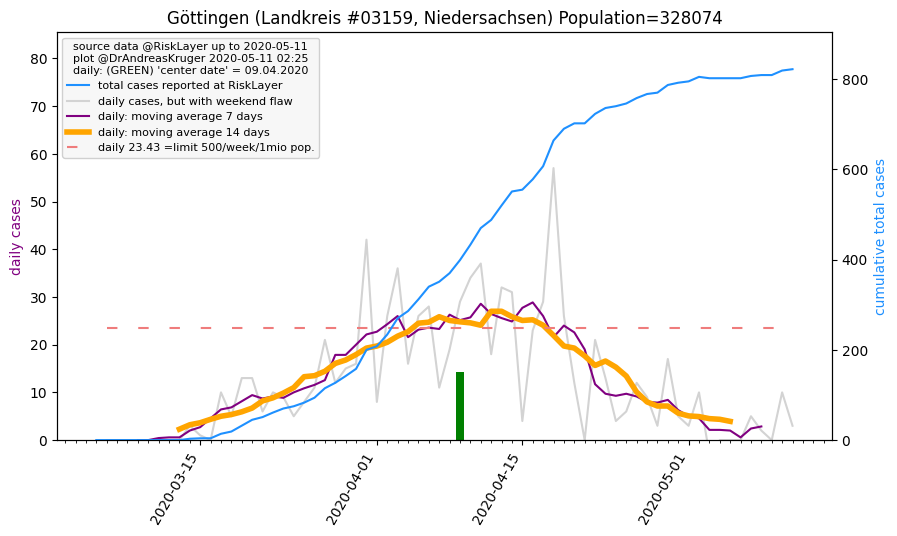 Göttingen (Landkreis #03159, Niedersachsen) Population=328074
source data @RiskLayer up to 2020-05-11
plot @DrAndreasKruger 2020-05-11 02:25
daily: (GREEN) 'center date' = 09.04.2020
total cases reported at RiskLayer
daily cases, but with weekend flaw
daily: moving average 7 days
daily: moving average 14 days
daily 23.43 =limit 500/week/1mio pop.
daily cases
80
70
60
50
40
30
20
10
0
cumulative total cases
800
600
400
200
0
2020-03-15
2020-04-01
2020-04-15
2020-05-01